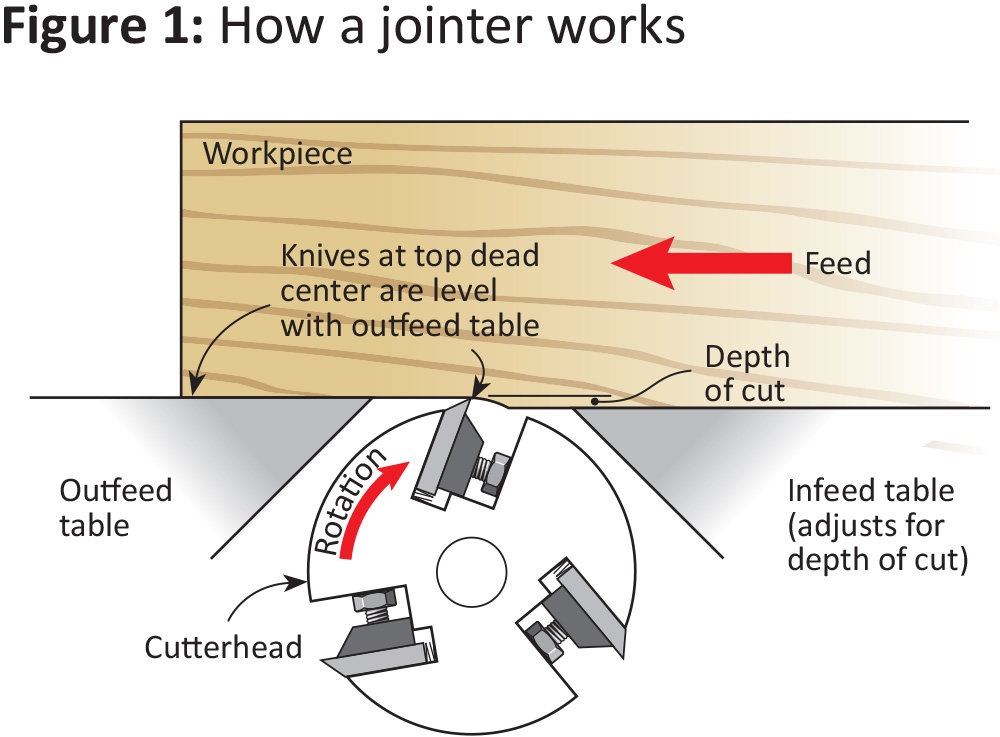 Figure 1: How a jointer works
Workpiece
Knives at top dead
center are level
with outfeed table
Feed
Depth
of cut
Outfeed
table
Rotation
Infeed table
(adjusts for
depth of cut)
Cutterhead